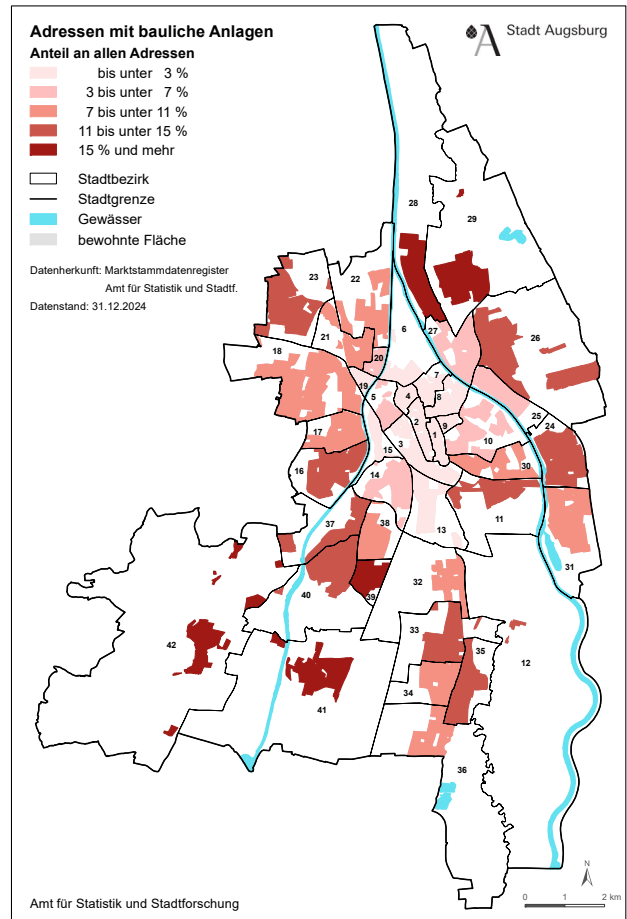 Adressen mit bauliche Anlagen
Anteil an allen Adressen
bis unter 3 %
3 bis unter 7 %
7 bis unter 11 %
11 bis unter 15 %
15 % und mehr
Stadtbezirk
Stadtgrenze
Gewässer
bewohnte Fläche
Datenherkunft: Marktstammdatenregister
Amt für Statistik und Stadtf.
Datenstand: 31.12.2024
Stadt Augsburg
28
29
23
22
6
27
26
21
18
20
7
19
5
4
8
2
1
9
25
24
10
17
3
15
30
16
14
11
37
38
13
31
32
40
39
33
42
35
12
34
41
36
N
0 1 2 km
Amt für Statistik und Stadtforschung